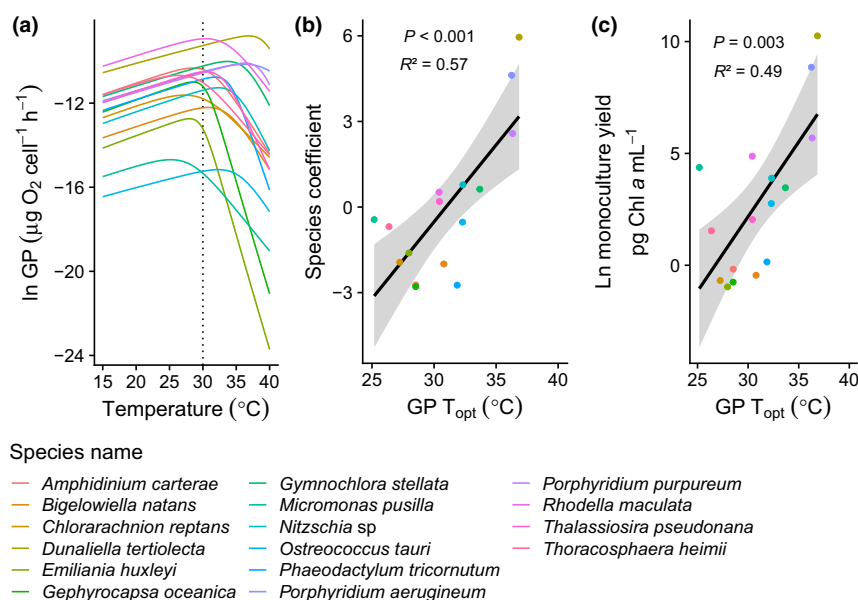 (a)
ln GP (µg O₂ cell⁻¹ h⁻¹)
−12
−16
−20
−24
15 20 25 30 35 40
Temperature (°C)
(b)
P < 0.001
R² = 0.57
Species coefficient
6
3
0
−3
25 30 35 40
GP Tₒₚₜ (°C)
(c)
P = 0.003
R² = 0.49
Ln monoculture yield
pg Chl a mL⁻¹
10
5
0
25 30 35 40
GP Tₒₚₜ (°C)
Species name
Amphidinium carterae
Bigelowiella natans
Chlorarachnion reptans
Dunaliella tertiolecta
Emiliania huxleyi
Gephyrocapsa oceanica
Gymnochlora stellata
Micromonas pusilla
Nitzschia sp
Ostreococcus tauri
Phaeodactylum tricornutum
Porphyridium aerugineum
Porphyridium purpureum
Rhodella maculata
Thalassiosira pseudonana
Thoracosphaera heimii